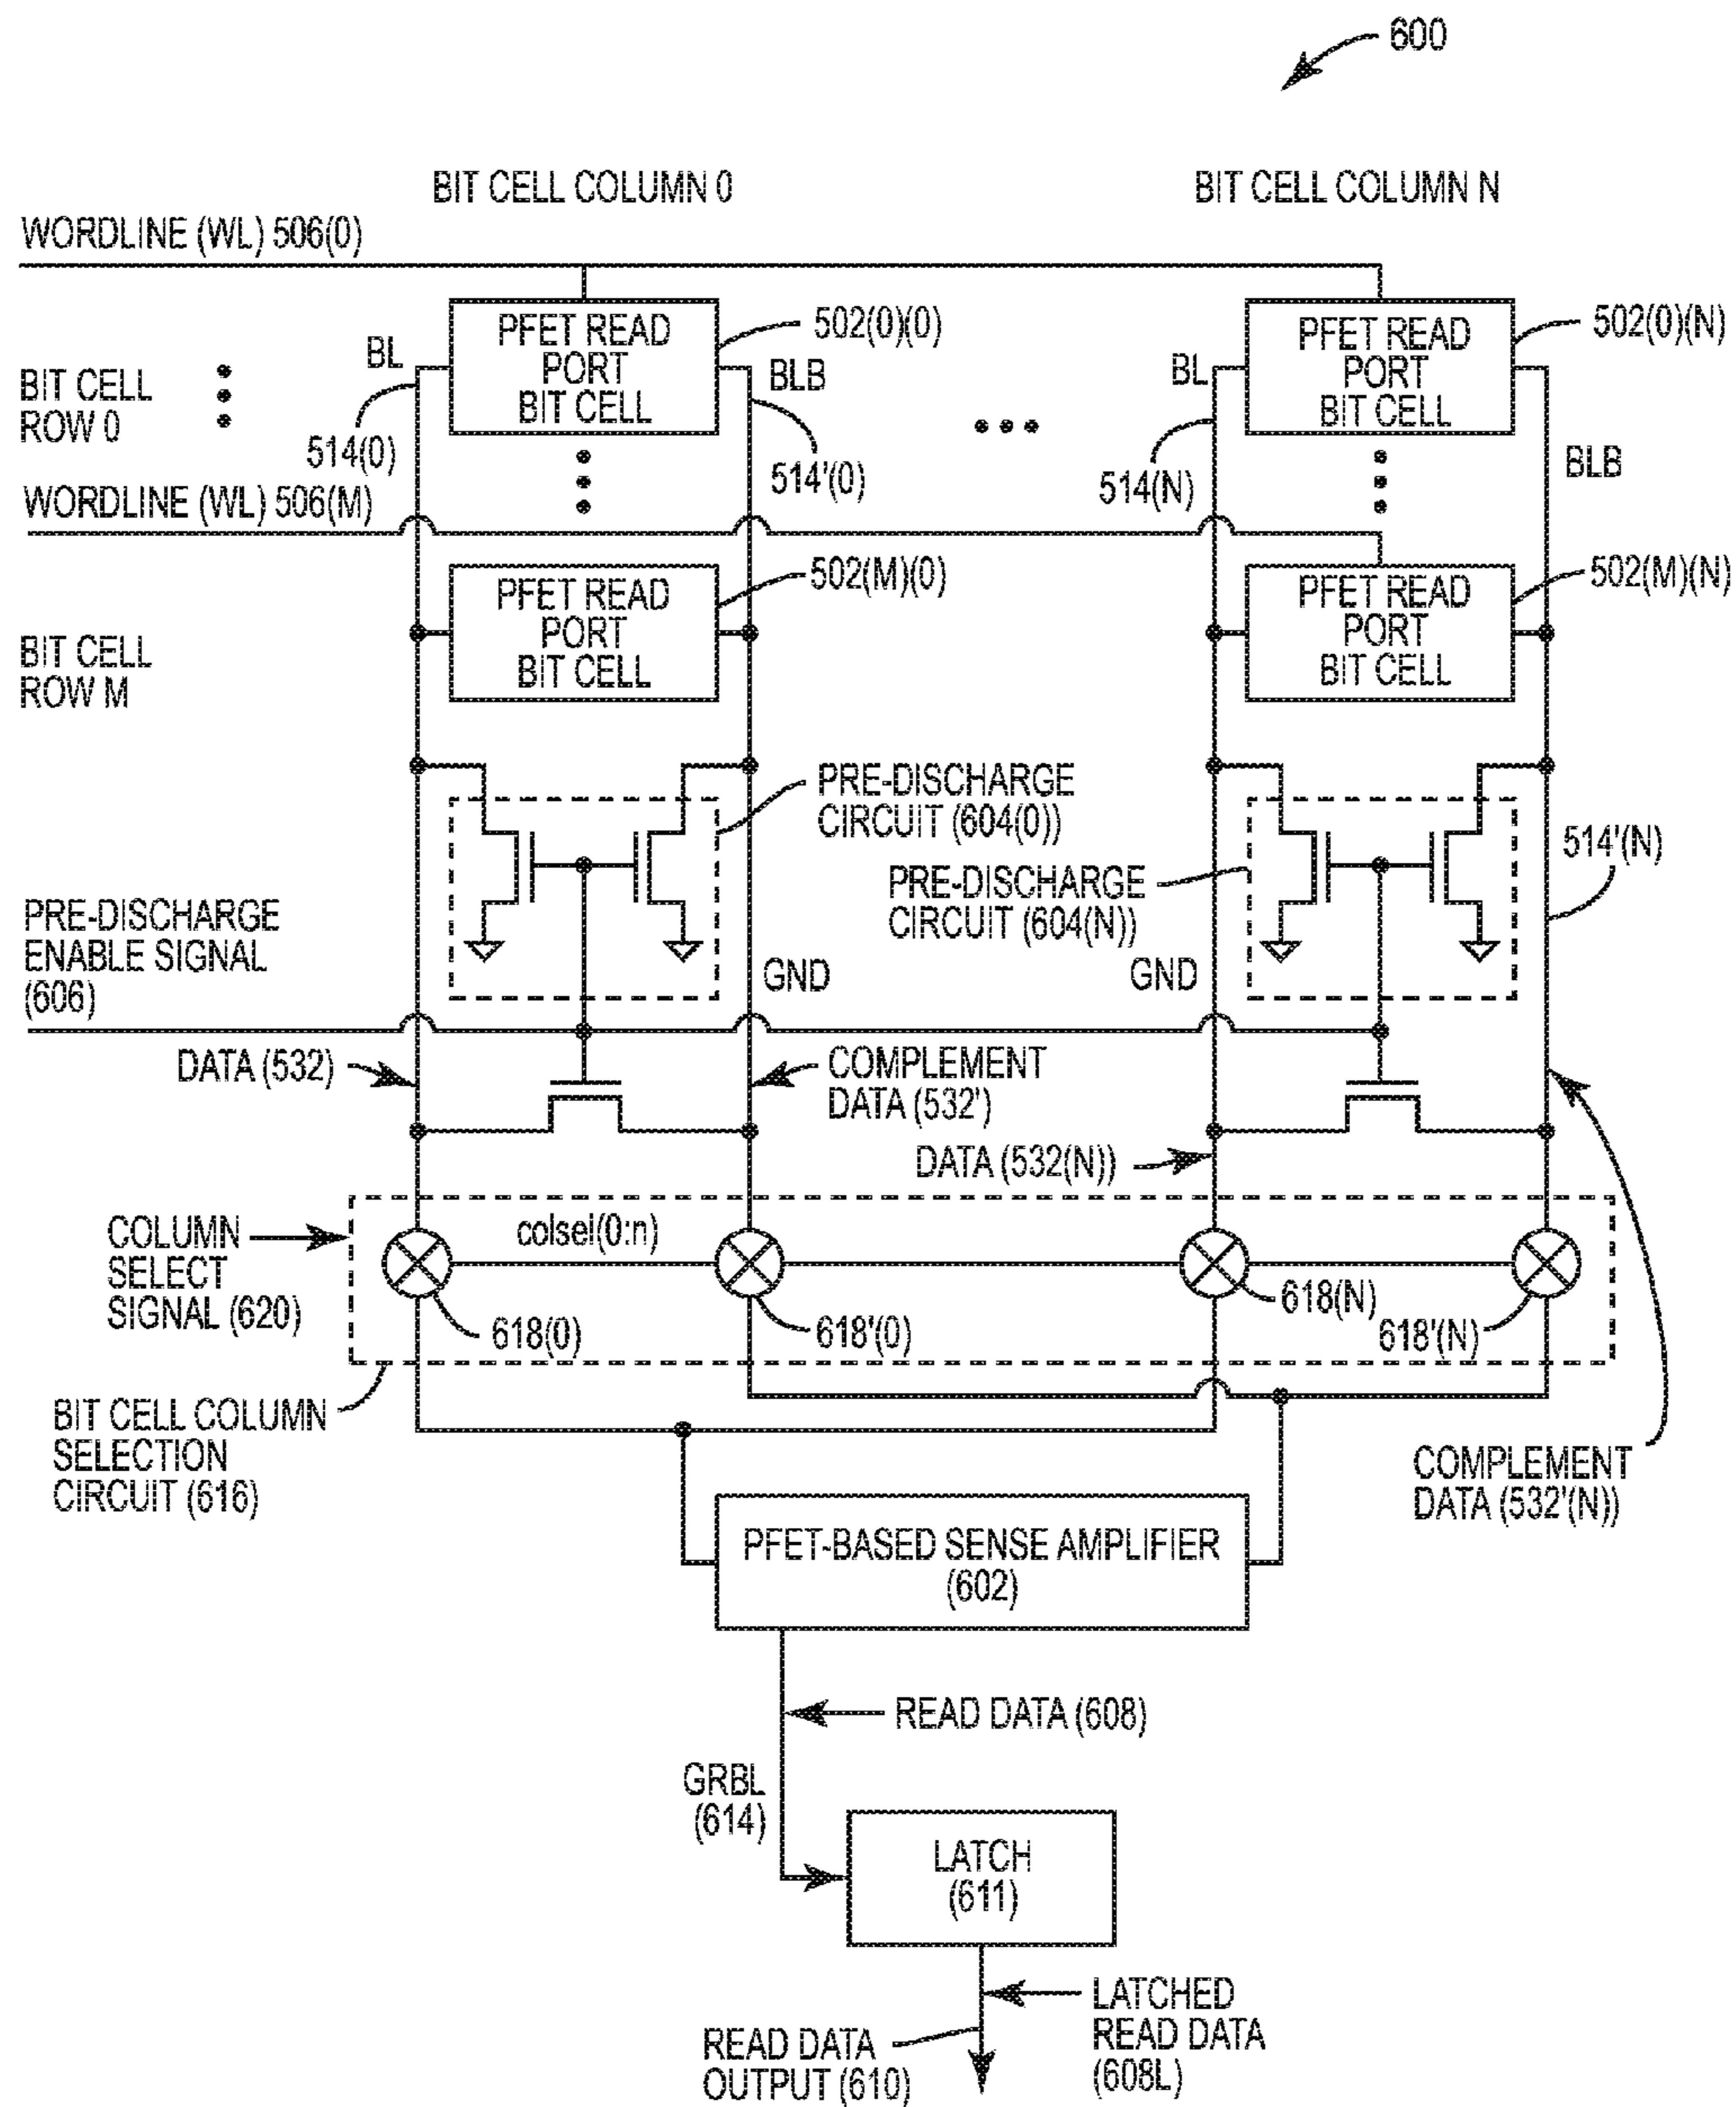 600
BIT CELL COLUMN 0
BIT CELL COLUMN N
WORDLINE (WL) 506(0)
PFET READ
PORT
BIT CELL
502(0)(0)
PFET READ
PORT
BIT CELL
502(0)(N)
BL
BLB
BL
BLB
BIT CELL
ROW 0
514(0)
514'(0)
514(N)
WORDLINE (WL) 506(M)
PFET READ
PORT
BIT CELL
502(M)(0)
PFET READ
PORT
BIT CELL
502(M)(N)
BIT CELL
ROW M
PRE-DISCHARGE
CIRCUIT (604(0))
PRE-DISCHARGE
CIRCUIT (604(N))
514'(N)
PRE-DISCHARGE
ENABLE SIGNAL
(606)
GND
GND
DATA (532)
COMPLEMENT
DATA (532')
DATA (532(N))
COLUMN
SELECT
SIGNAL (620)
colsel(0:n)
618(0)
618'(0)
618(N)
618'(N)
BIT CELL COLUMN
SELECTION
CIRCUIT (616)
COMPLEMENT
DATA (532'(N))
PFET-BASED SENSE AMPLIFIER
(602)
READ DATA (608)
GRBL
(614)
LATCH
(611)
LATCHED
READ DATA
(608L)
READ DATA
OUTPUT (610)